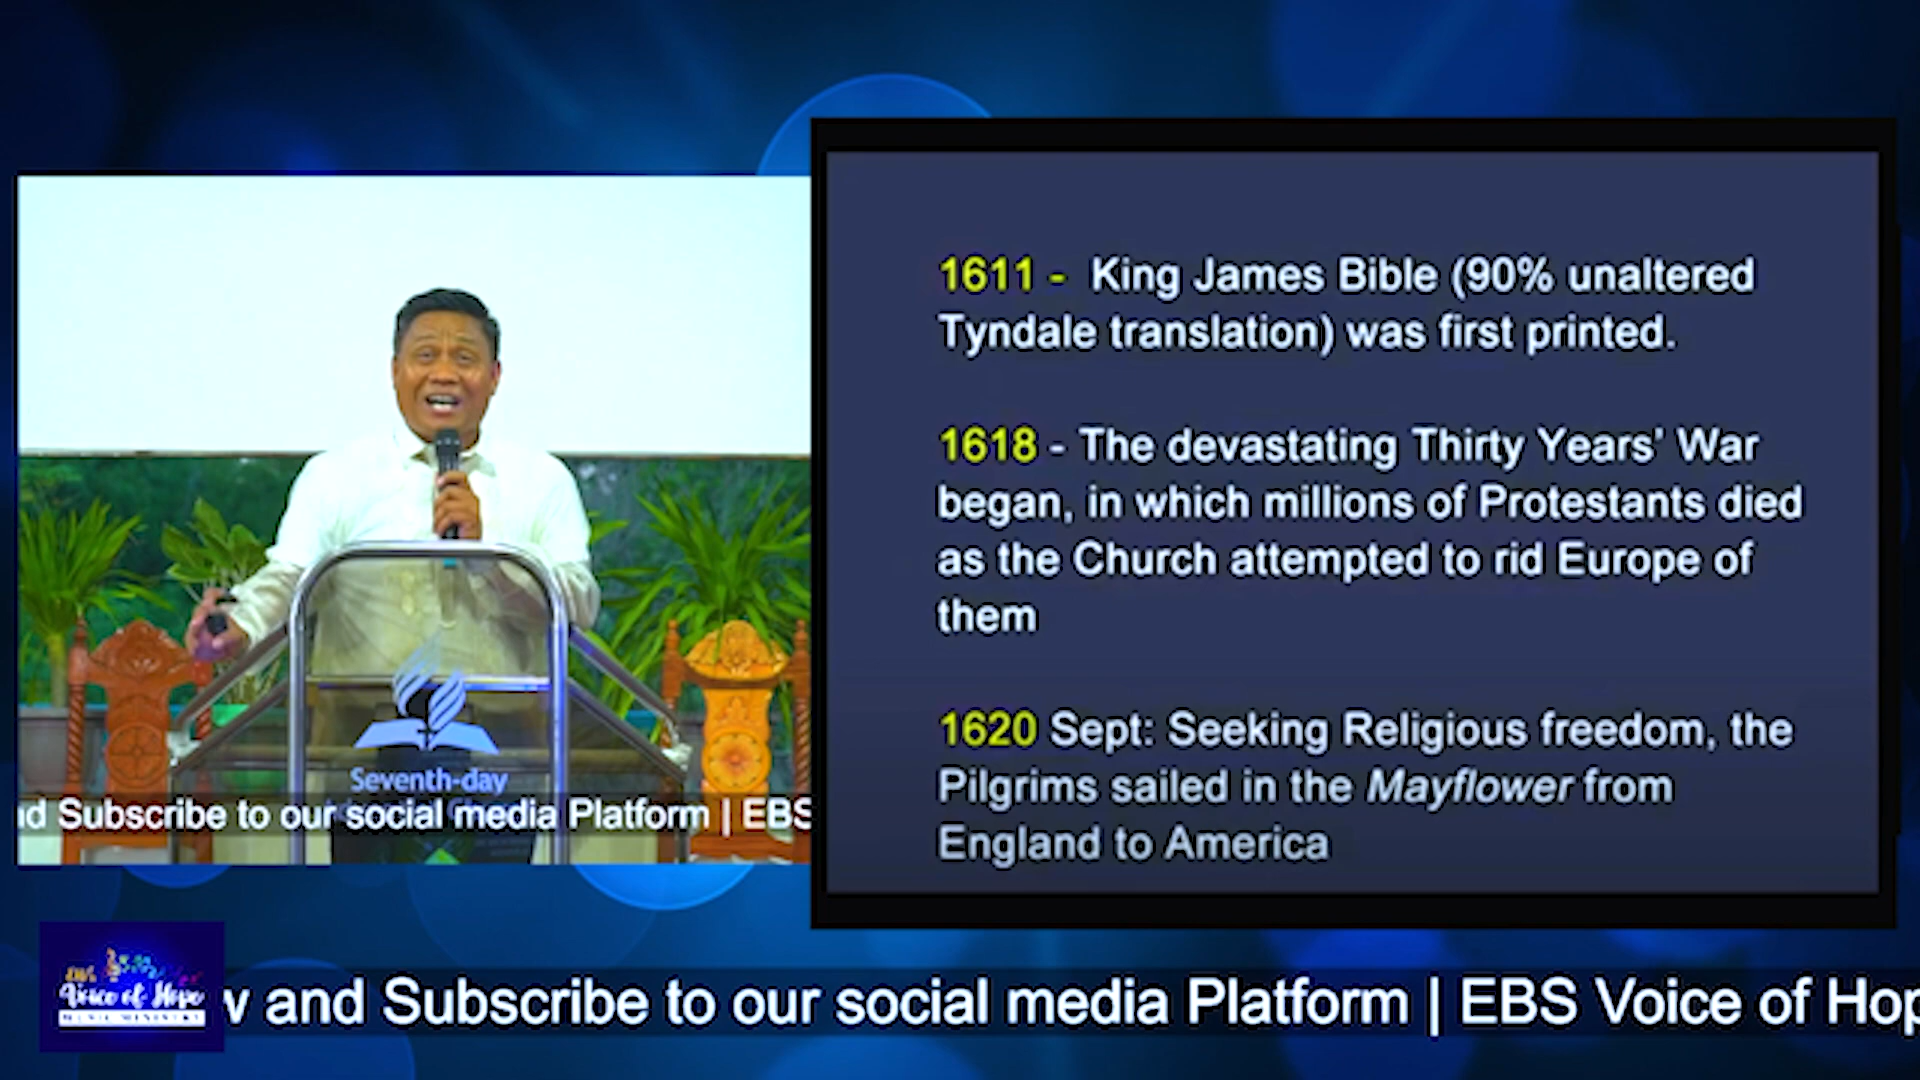 1611 - King James Bible (90% unaltered
Tyndale translation) was first printed.
1618 - The devastating Thirty Years' War
began, in which millions of Protestants died
as the Church attempted to rid Europe of
them
1620 Sept: Seeking Religious freedom, the
Pilgrims sailed in the Mayflower from
England to America
Seventh-day
nd Subscribe to our social media Platform | EBS
Voice of Hope
MUSIC MINISTRY
w and Subscribe to our social media Platform | EBS Voice of Hop